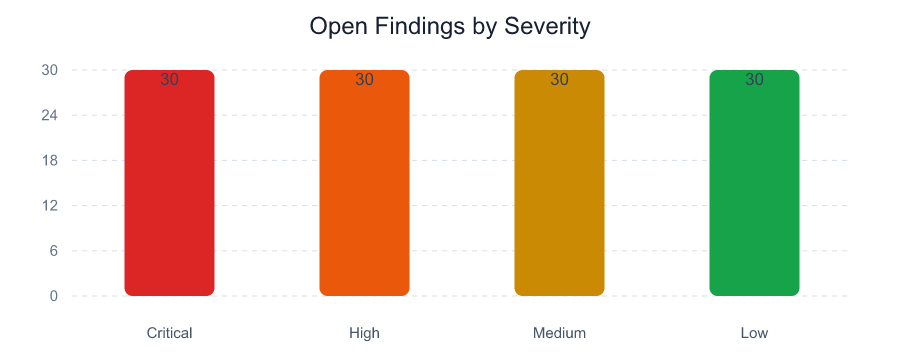 Open Findings by Severity
30
30 30 30 30
24
18
12
6
0
Critical High Medium Low